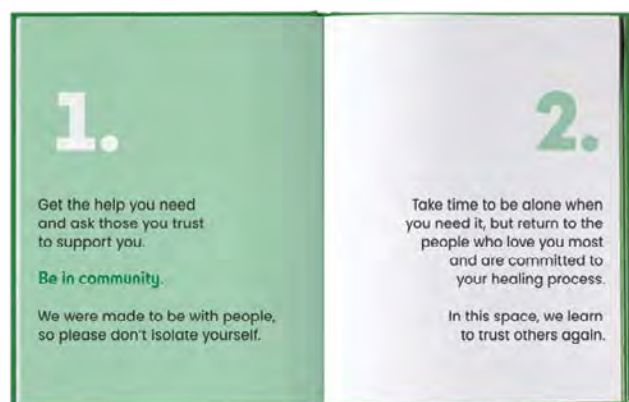 1.
Get the help you need
and ask those you trust
to support you.
Be in community.
We were made to be with people,
so please don't isolate yourself.
2.
Take time to be alone when
you need it, but return to the
people who love you most
and are committed to
your healing process.
In this space, we learn
to trust others again.